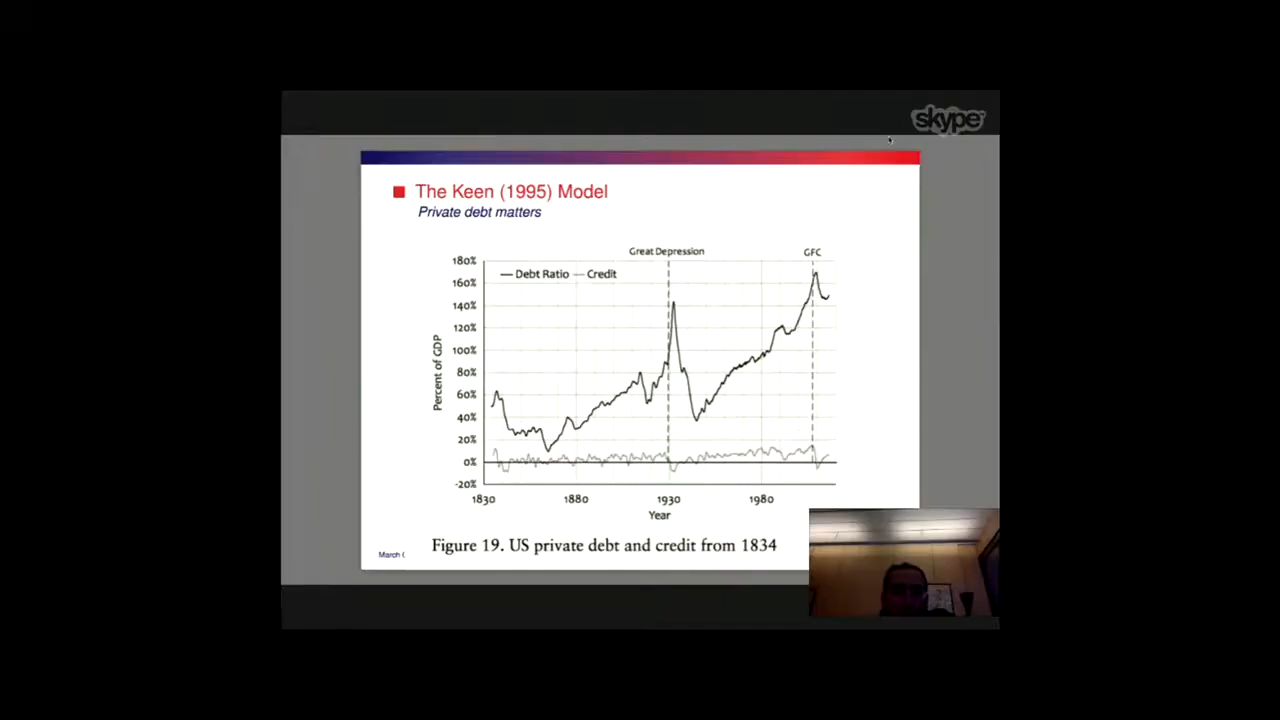 skype
The Keen (1995) Model
Private debt matters
Great Depression
GFC
Debt Ratio
Credit
180%
160%
140%
120%
100%
80%
60%
40%
20%
0%
-20%
Percent of GDP
1830
1880
1930
1980
Year
Figure 19. US private debt and credit from 1834
March